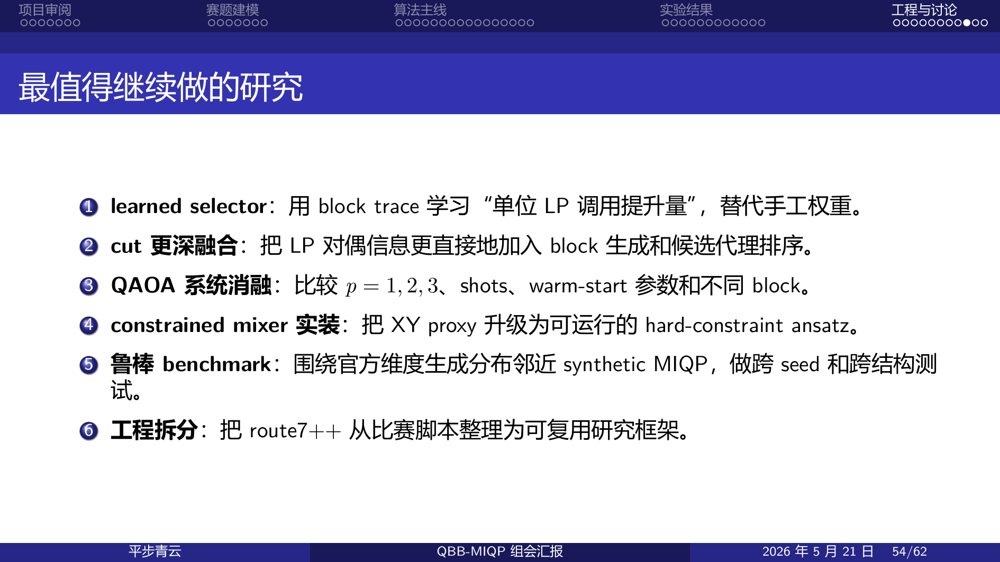 项目审阅 赛题建模 算法主线 实验结果 工程与讨论
最值得继续做的研究
1 learned selector：用 block trace 学习“单位 LP 调用提升量”，替代手工权重。
2 cut 更深融合：把 LP 对偶信息更直接地加入 block 生成和候选代理排序。
3 QAOA 系统消融：比较 p = 1, 2, 3、shots、warm-start 参数和不同 block。
4 constrained mixer 实装：把 XY proxy 升级为可运行的 hard-constraint ansatz。
5 鲁棒 benchmark：围绕官方维度生成分布邻近 synthetic MIQP，做跨 seed 和跨结构测
试。
6 工程拆分：把 route7++ 从比赛脚本整理为可复用研究框架。
平步青云 QBB-MIQP 组会汇报 2026 年 5 月 21 日 54/62